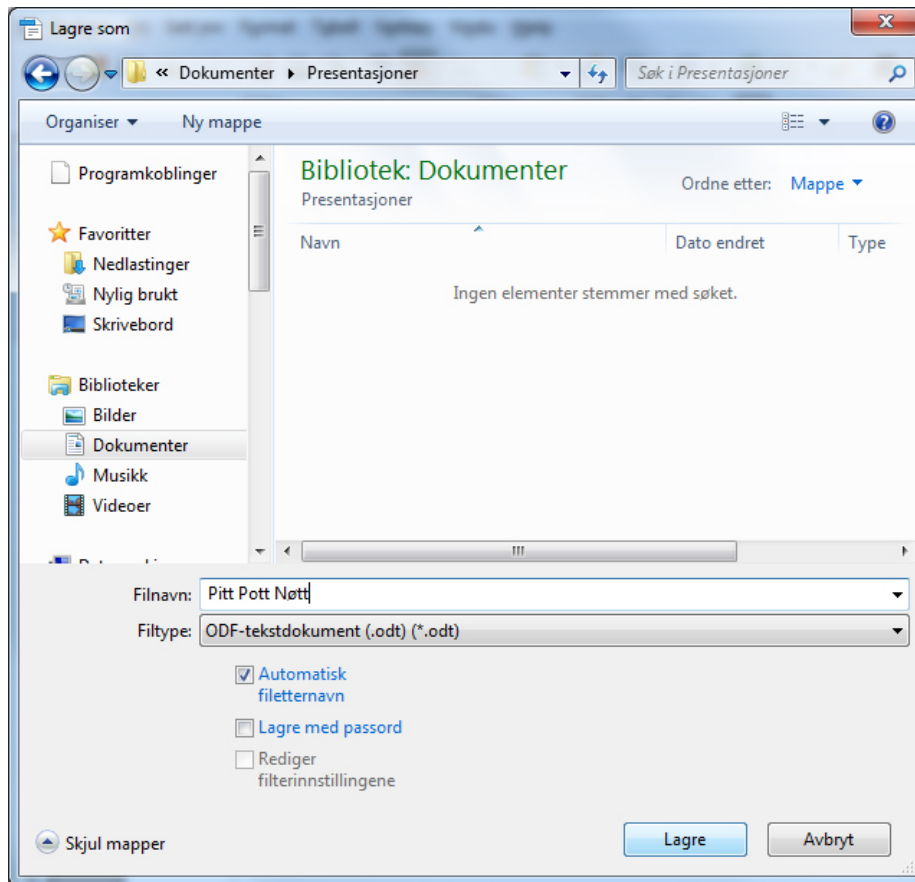 Lagre som
« Dokumenter Presentasjoner
Søk i Presentasjoner
Organiser Ny mappe
Programkoblinger
Favoritter
Nedlastinger
Nylig brukt
Skrivebord
Biblioteker
Bilder
Dokumenter
Musikk
Videoer
Bibliotek: Dokumenter
Presentasjoner
Ordne etter: Mappe
Navn Dato endret Type
Ingen elementer stemmer med søket.
Filnavn: Pitt Pott Nøtt
Filtype: ODF-tekstdokument (.odt) (*.odt)
Automatisk
filetternavn
Lagre med passord
Rediger
filterinnstillingene
Skjul mapper
Lagre Avbryt